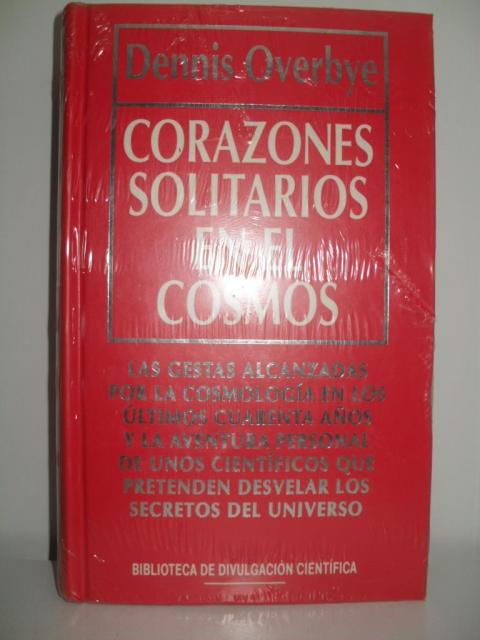 Dennis Overbye
CORAZONES
SOLITARIOS
EN EL
COSMOS
LAS GESTAS ALCANZADAS
POR LA COSMOLOGÍA EN LOS
ÚLTIMOS CUARENTA AÑOS
Y LA AVENTURA PERSONAL
DE UNOS CIENTÍFICOS QUE
PRETENDEN DESVELAR LOS
SECRETOS DEL UNIVERSO
BIBLIOTECA DE DIVULGACIÓN CIENTÍFICA